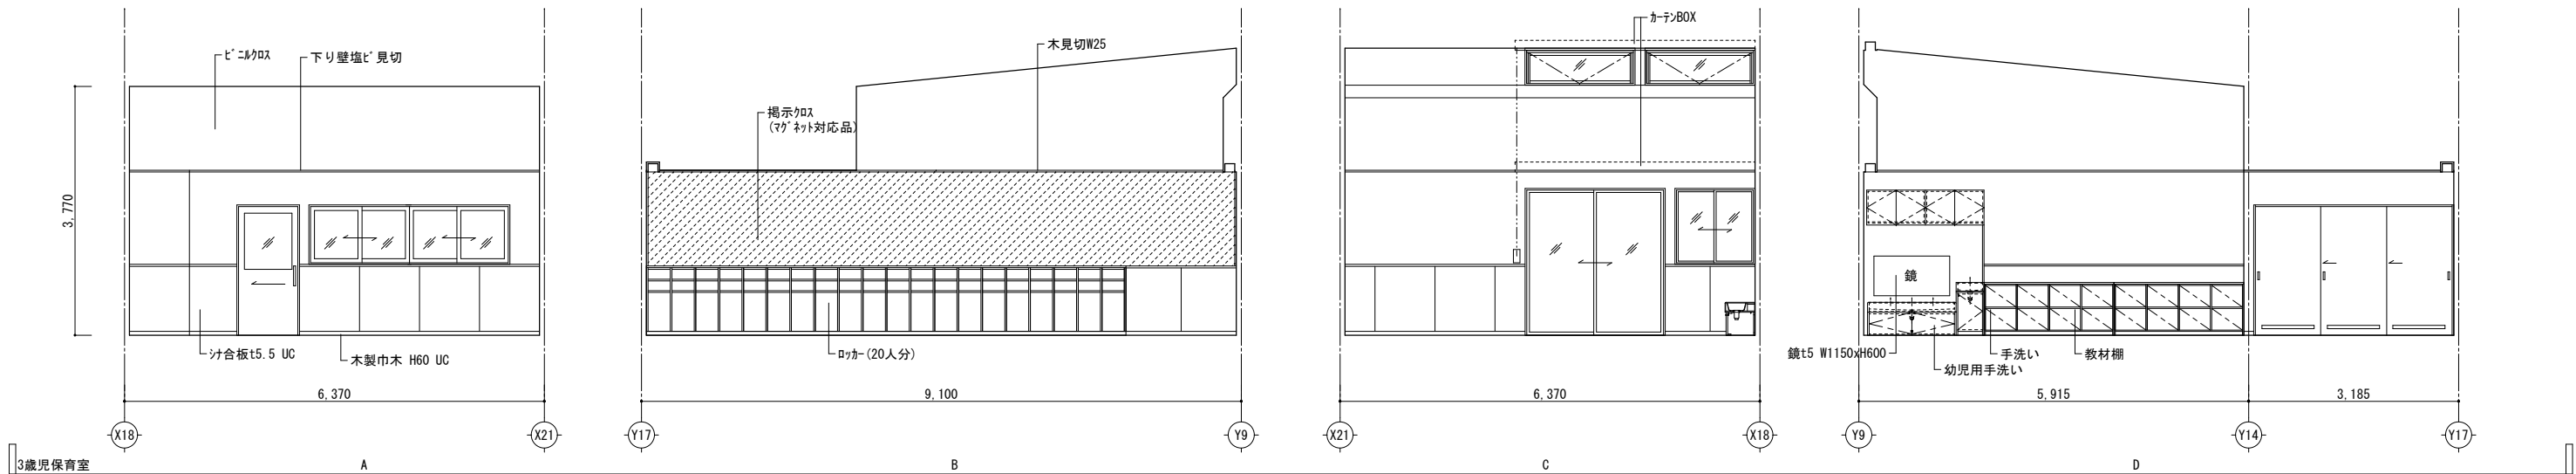 ﾋﾞﾆﾙｸﾛｽ
下り壁塩ﾋﾞ見切
3,770
ｼﾅ合板t5.5 UC
木製巾木 H60 UC
6,370
X18
X21
A
木見切W25
掲示ｸﾛｽ
(ﾏｸﾞﾈｯﾄ対応品)
ﾛｯｶｰ(20人分)
9,100
Y17
Y9
B
ｶｰﾃﾝBOX
6,370
X21
X18
C
鏡
鏡t5 W1150xH600
手洗い
幼児用手洗い
教材棚
5,915
3,185
Y9
Y14
Y17
D
3歳児保育室